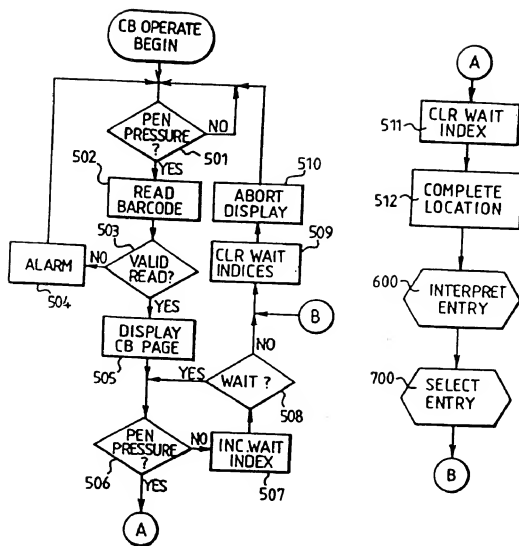 CB OPERATE
BEGIN
PEN
PRESSURE
?
NO
501
YES
502
READ
BARCODE
503
VALID
READ?
NO
ALARM
504
YES
DISPLAY
CB PAGE
505
PEN
PRESSURE
?
NO
506
YES
A
INC.WAIT
INDEX
507
WAIT ?
YES
508
NO
B
CLR WAIT
INDICES
509
ABORT
DISPLAY
510
A
511
CLR WAIT
INDEX
512
COMPLETE
LOCATION
600
INTERPRET
ENTRY
700
SELECT
ENTRY
B